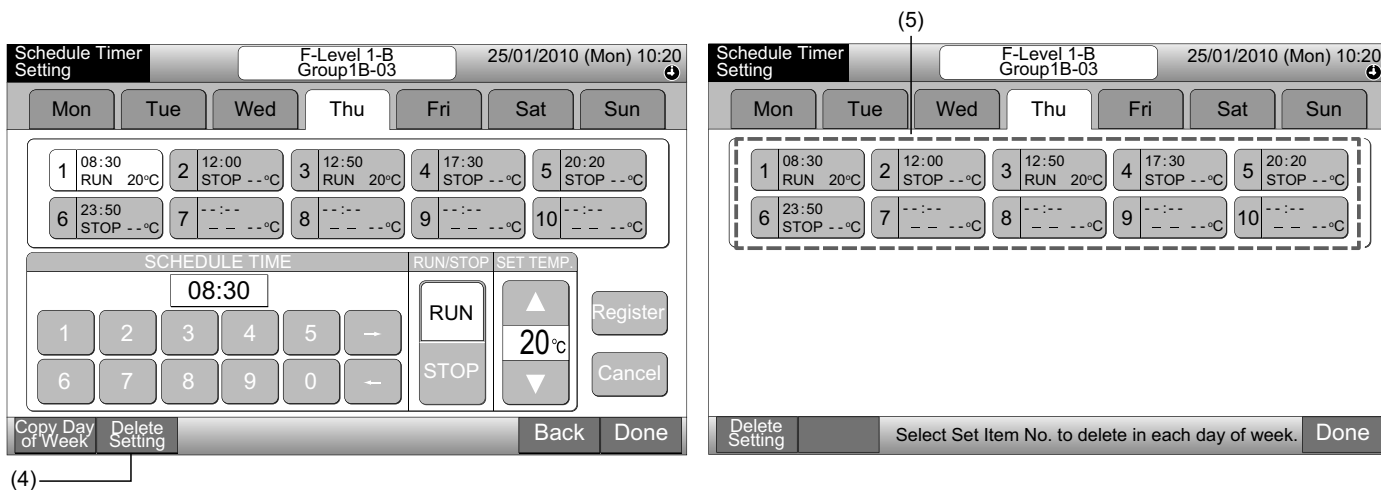 (5)
Schedule Timer
Setting
F-Level 1-B
Group1B-03
25/01/2010 (Mon) 10:20
Mon Tue Wed Thu Fri Sat Sun
1 08:30 RUN 20°C 2 12:00 STOP --°C 3 12:50 RUN 20°C 4 17:30 STOP --°C 5 20:20 STOP --°C
6 23:50 STOP --°C 7 --:-- -- --°C 8 --:-- -- --°C 9 --:-- -- --°C 10 --:-- -- --°C
SCHEDULE TIME RUN/STOP SET TEMP.
08:30
1 2 3 4 5 →
6 7 8 9 0 ←
RUN
STOP
▲
20°C
▼
Register
Cancel
Copy Day
of Week
Delete
Setting
Back Done
(4)
Schedule Timer
Setting
F-Level 1-B
Group1B-03
25/01/2010 (Mon) 10:20
Mon Tue Wed Thu Fri Sat Sun
1 08:30 RUN 20°C 2 12:00 STOP --°C 3 12:50 RUN 20°C 4 17:30 STOP --°C 5 20:20 STOP --°C
6 23:50 STOP --°C 7 --:-- -- --°C 8 --:-- -- --°C 9 --:-- -- --°C 10 --:-- -- --°C
Delete
Setting
Select Set Item No. to delete in each day of week.
Done